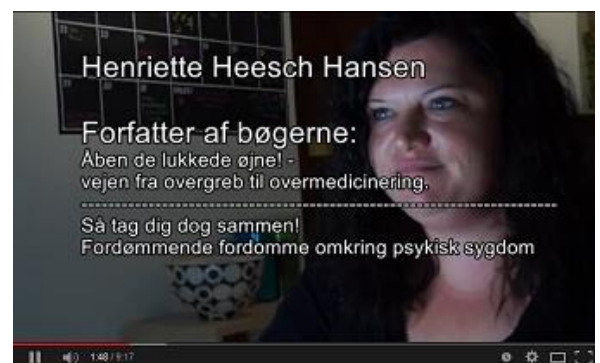 Henriette Heesch Hansen
Forfatter af bøgerne:
Åben de lukkede øjne! -
vejen fra overgreb til overmedicinering.
--------------------------------------------------------------------
Så tag dig dog sammen!
Fordømmende fordomme omkring psykisk sygdom
1:48 / 9:17